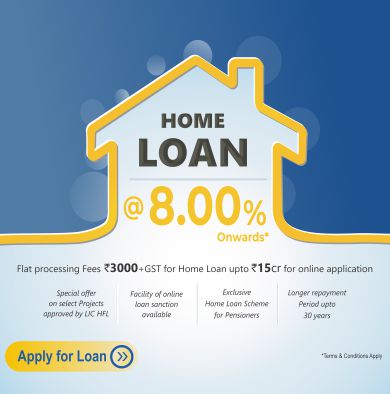 HOME
LOAN
@ 8.00%
Onwards*
Flat processing Fees ₹3000+GST for Home Loan upto ₹15Cr for online application
Special offer
on select Projects
approved by LIC HFL
Facility of online
loan sanction
available
Exclusive
Home Loan Scheme
for Pensioners
Longer repayment
Period upto
30 years
Apply for Loan
*Terms & Conditions Apply